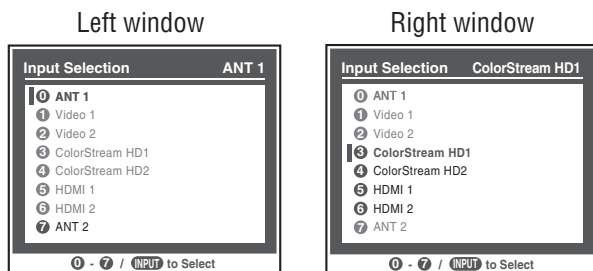 Left window
Input Selection ANT 1
0 ANT 1
1 Video 1
2 Video 2
3 ColorStream HD1
4 ColorStream HD2
5 HDMI 1
6 HDMI 2
7 ANT 2
0 - 7 / INPUT to Select
Right window
Input Selection ColorStream HD1
0 ANT 1
1 Video 1
2 Video 2
3 ColorStream HD1
4 ColorStream HD2
5 HDMI 1
6 HDMI 2
7 ANT 2
0 - 7 / INPUT to Select